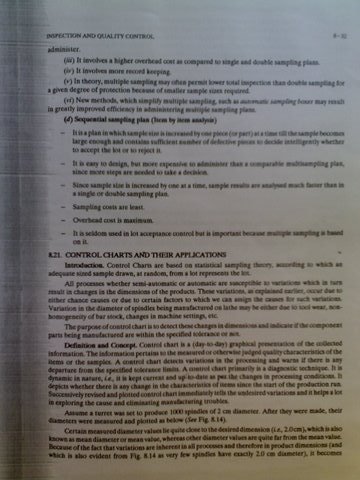 INSPECTION AND QUALITY CONTROL 8-32
administer.
(iii) It involves a higher overhead cost as compared to single and double sampling plans.
(iv) It involves more record keeping.
(v) In theory, multiple sampling may often permit lower total inspection than double sampling for
a given degree of protection because of smaller sample sizes required.
(vi) New methods, which simplify multiple sampling, such as automatic sampling boxes may result
in greatly improved efficiency in administering multiple sampling plans.
(d) Sequential sampling plan (Item by item analysis)
– It is a plan in which sample size is increased by one piece (or part) at a time till the sample becomes
large enough and contains sufficient number of defective pieces to decide intelligently whether
to accept the lot or to reject it.
– It is easy to design, but more expensive to administer than a comparable multisampling plan,
since more steps are needed to take a decision.
– Since sample size is increased by one at a time, sample results are analysed much faster than in
a single or double sampling plan.
– Sampling costs are least.
– Overhead cost is maximum.
– It is seldom used in lot acceptance control but is important because multiple sampling is based
on it.
8.21. CONTROL CHARTS AND THEIR APPLICATIONS
Introduction. Control Charts are based on statistical sampling theory, according to which an
adequate sized sample drawn, at random, from a lot represents the lot.
All processes whether semi-automatic or automatic are susceptible to variations which in turn
result in changes in the dimensions of the products. These variations, as explained earlier, occur due to
either chance causes or due to certain factors to which we can assign the causes for such variations.
Variation in the diameter of spindles being manufactured on lathe may be either due to tool wear, non-
homogeneity of bar stock, changes in machine settings, etc.
The purpose of control chart is to detect these changes in dimensions and indicate if the component
parts being manufactured are within the specified tolerance or not.
Definition and Concept. Control chart is a (day-to-day) graphical presentation of the collected
information. The information pertains to the measured or otherwise judged quality characteristics of the
items or the samples. A control chart detects variations in the processing and warns if there is any
departure from the specified tolerance limits. A control chart primarily is a diagnostic technique. It is
dynamic in nature, i.e., it is kept current and up-to-date as per the changes in processing conditions. It
depicts whether there is any change in the characteristics of items since the start of the production run.
Successively revised and plotted control chart immediately tells the undesired variations and it helps a lot
in exploring the cause and eliminating manufacturing troubles.
Assume a turret was set to produce 1000 spindles of 2 cm diameter. After they were made, their
diameters were measured and plotted as below (See Fig. 8.14).
Certain measured diameter values lie quite close to the desired dimension (i.e., 2.0 cm), which is also
known as mean diameter or mean value, whereas other diameter values are quite far from the mean value.
Because of the fact that variations are inherent in all processes and therefore in product dimensions (and
which is also evident from Fig. 8.14 as very few spindles have exactly 2.0 cm diameter), it becomes